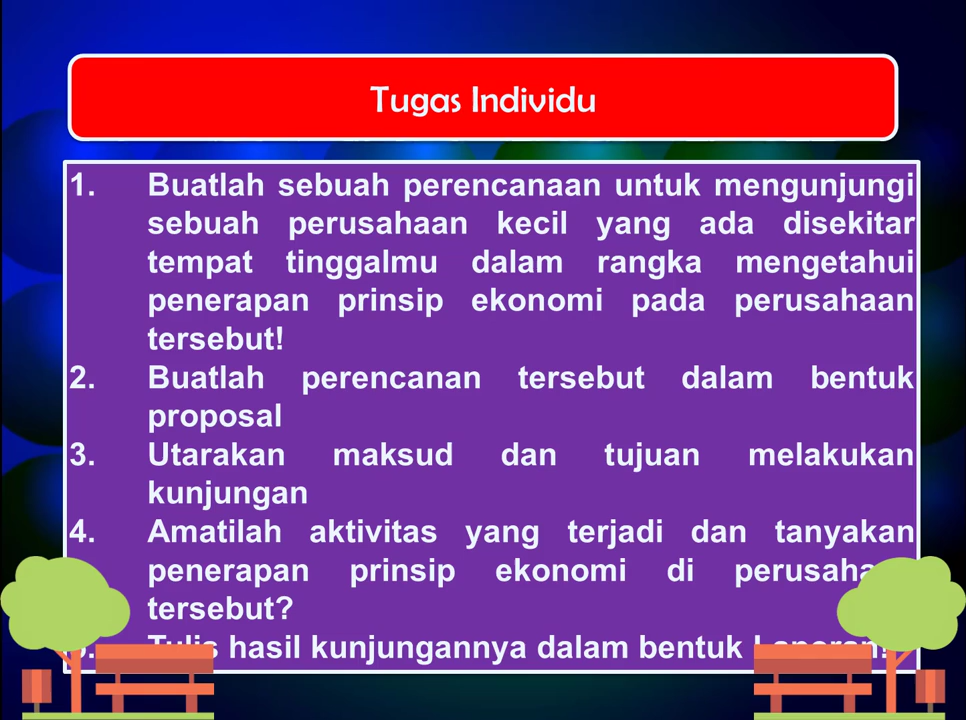 Tugas Individu
1. Buatlah sebuah perencanaan untuk mengunjungi
sebuah perusahaan kecil yang ada disekitar
tempat tinggalmu dalam rangka mengetahui
penerapan prinsip ekonomi pada perusahaan
tersebut!
2. Buatlah perencanan tersebut dalam bentuk
proposal
3. Utarakan maksud dan tujuan melakukan
kunjungan
4. Amatilah aktivitas yang terjadi dan tanyakan
penerapan prinsip ekonomi di
tersebut?
Tulis hasil kunjungannya dalam bentuk Laporan!